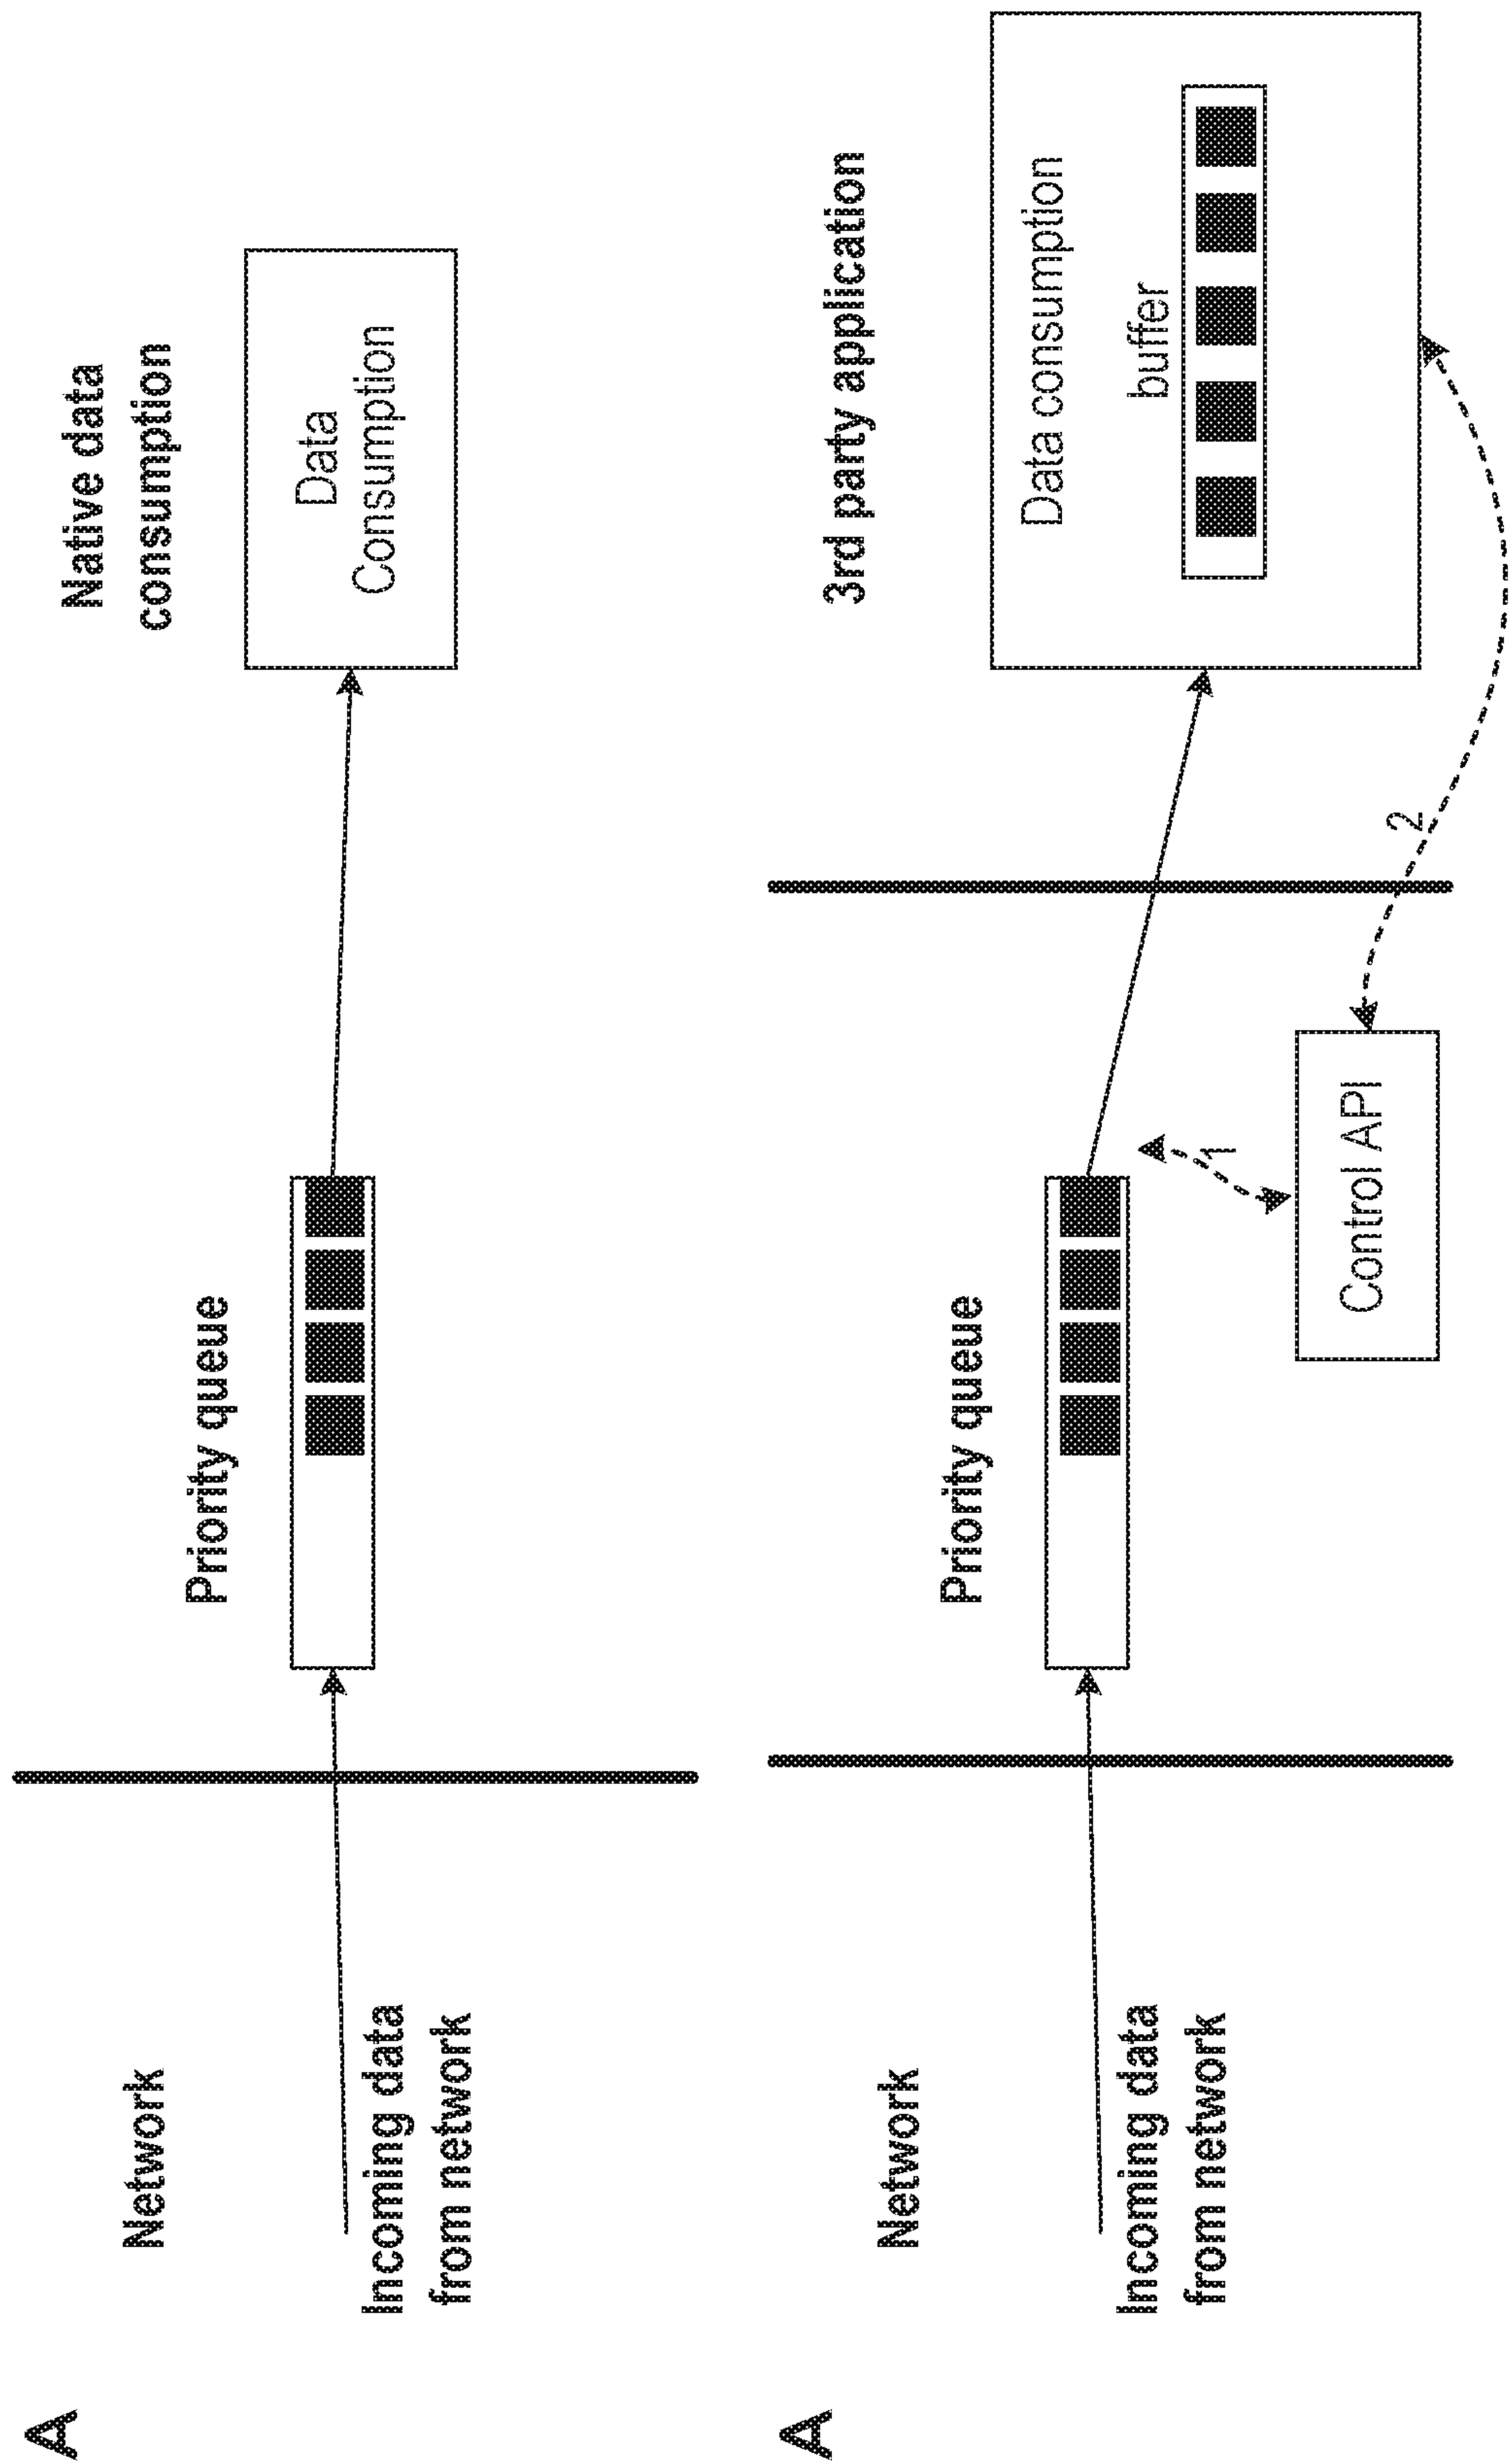 A
Network
Incoming data
from network
Priority queue
Native data
consumption
Data
Consumption
A
Network
Incoming data
from network
Priority queue
1
Control API
2
3rd party application
Data consumption
buffer